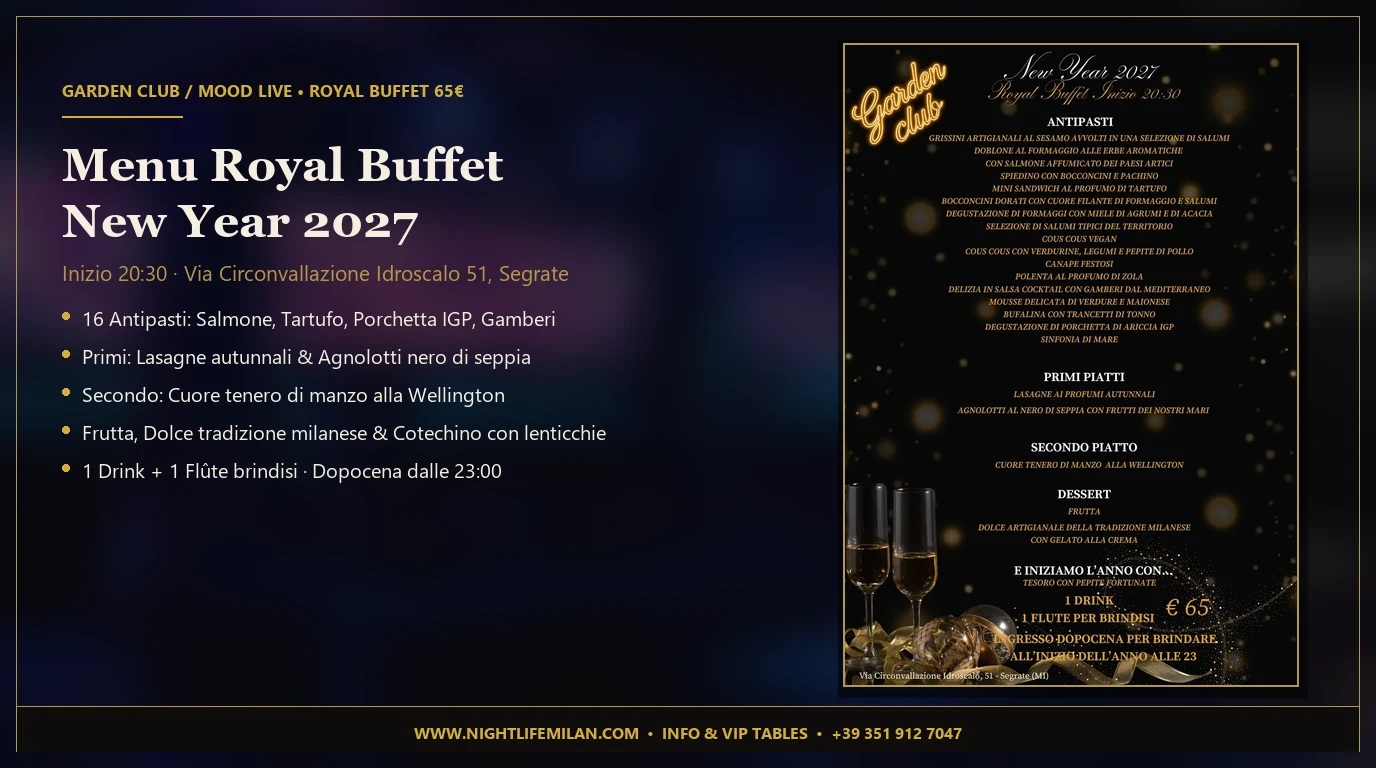 GARDEN CLUB / MOOD LIVE • ROYAL BUFFET 65€
Menu Royal Buffet
New Year 2027
Inizio 20:30 · Via Circonvallazione Idroscalo 51, Segrate
• 16 Antipasti: Salmone, Tartufo, Porchetta IGP, Gamberi
• Primi: Lasagne autunnali & Agnolotti nero di seppia
• Secondo: Cuore tenero di manzo alla Wellington
• Frutta, Dolce tradizione milanese & Cotechino con lenticchie
• 1 Drink + 1 Flûte brindisi · Dopocena dalle 23:00
Garden
club
New Year 2027
Royal Buffet Inizio 20:30
ANTIPASTI
GRISSINI ARTIGIANALI AL SESAMO AVVOLTI IN UNA SELEZIONE DI SALUMI
DOBLONE AL FORMAGGIO ALLE ERBE AROMATICHE
CON SALMONE AFFUMICATO DEI PAESI ARTICI
SPIEDINO CON BOCCONCINI E PACHINO
MINI SANDWICH AL PROFUMO DI TARTUFO
BOCCONCINI DORATI CON CUORE FILANTE DI FORMAGGIO E SALUMI
DEGUSTAZIONE DI FORMAGGI CON MIELE DI AGRUMI E DI ACACIA
SELEZIONE DI SALUMI TIPICI DEL TERRITORIO
COUS COUS VEGAN
COUS COUS CON VERDURINE, LEGUMI E PEPITE DI POLLO
CANAPE FESTOSI
POLENTA AL PROFUMO DI ZOLA
DELIZIA IN SALSA COCKTAIL CON GAMBERI DAL MEDITERRANEO
MOUSSE DELICATA DI VERDURE E MAIONESE
BUFALINA CON TRANCETTI DI TONNO
DEGUSTAZIONE DI PORCHETTA DI ARICCIA IGP
SINFONIA DI MARE
PRIMI PIATTI
LASAGNE AI PROFUMI AUTUNNALI
AGNOLOTTI AL NERO DI SEPPIA CON FRUTTI DEI NOSTRI MARI
SECONDO PIATTO
CUORE TENERO DI MANZO ALLA WELLINGTON
DESSERT
FRUTTA
DOLCE ARTIGIANALE DELLA TRADIZIONE MILANESE
CON GELATO ALLA CREMA
E INIZIAMO L'ANNO CON...
TESORO CON PEPITE FORTUNATE
1 DRINK
€ 65
1 FLUTE PER BRINDISI
INGRESSO DOPOCENA PER BRINDARE
ALL'INIZIO DELL'ANNO ALLE 23
Via Circonvallazione Idroscalo, 51 - Segrate (MI)
WWW.NIGHTLIFEMILAN.COM • INFO & VIP TABLES • +39 351 912 7047